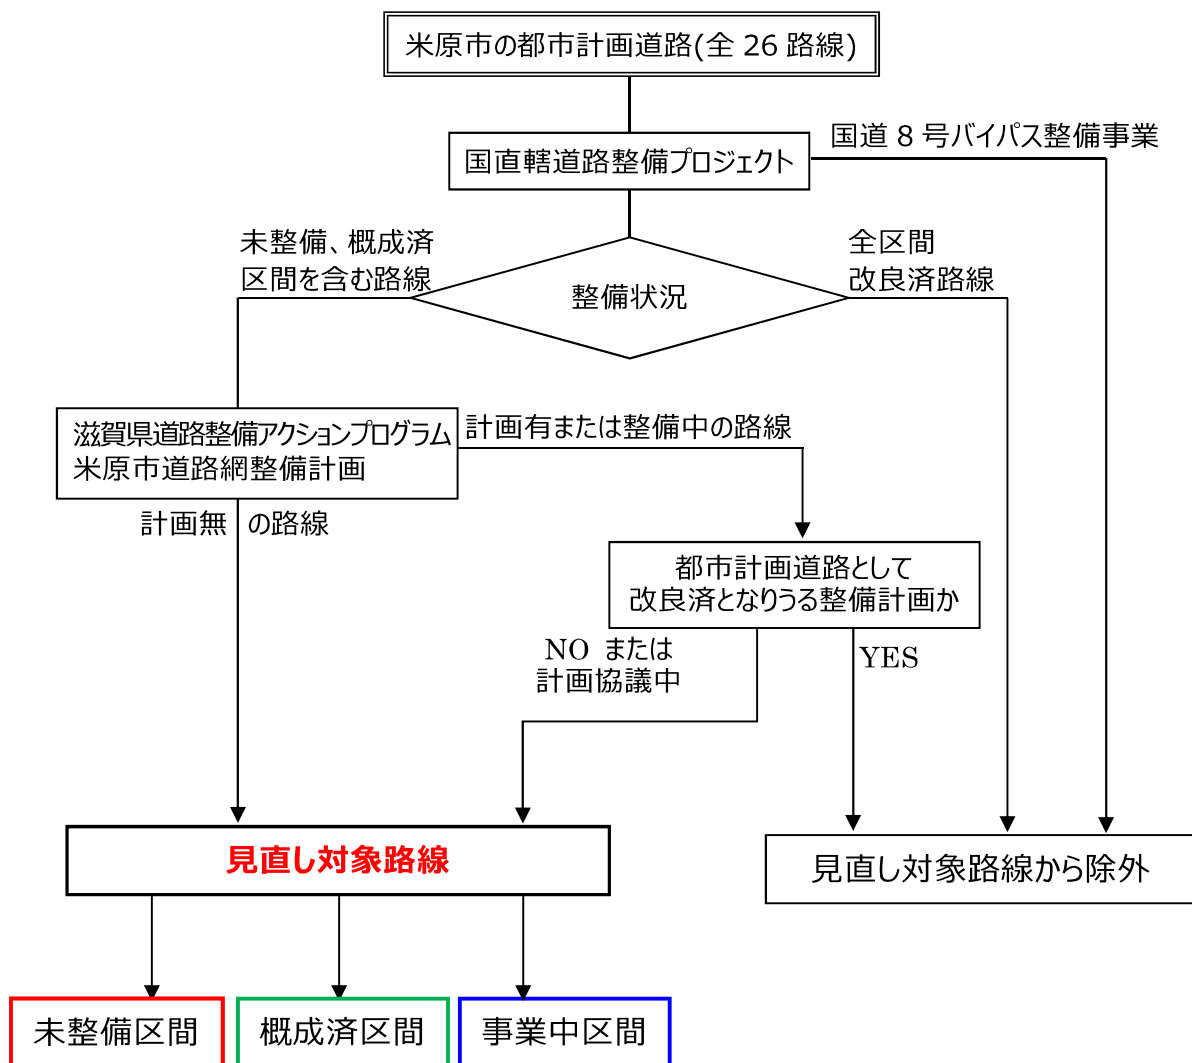 米原市の都市計画道路(全 26 路線)
国道 8 号バイパス整備事業
国直轄道路整備プロジェクト
未整備、概成済
区間を含む路線
全区間
改良済路線
整備状況
滋賀県道路整備アクションプログラム
米原市道路網整備計画
計画有または整備中の路線
計画無 の路線
都市計画道路として
改良済となりうる整備計画か
NO または
計画協議中
YES
見直し対象路線
見直し対象路線から除外
未整備区間
概成済区間
事業中区間